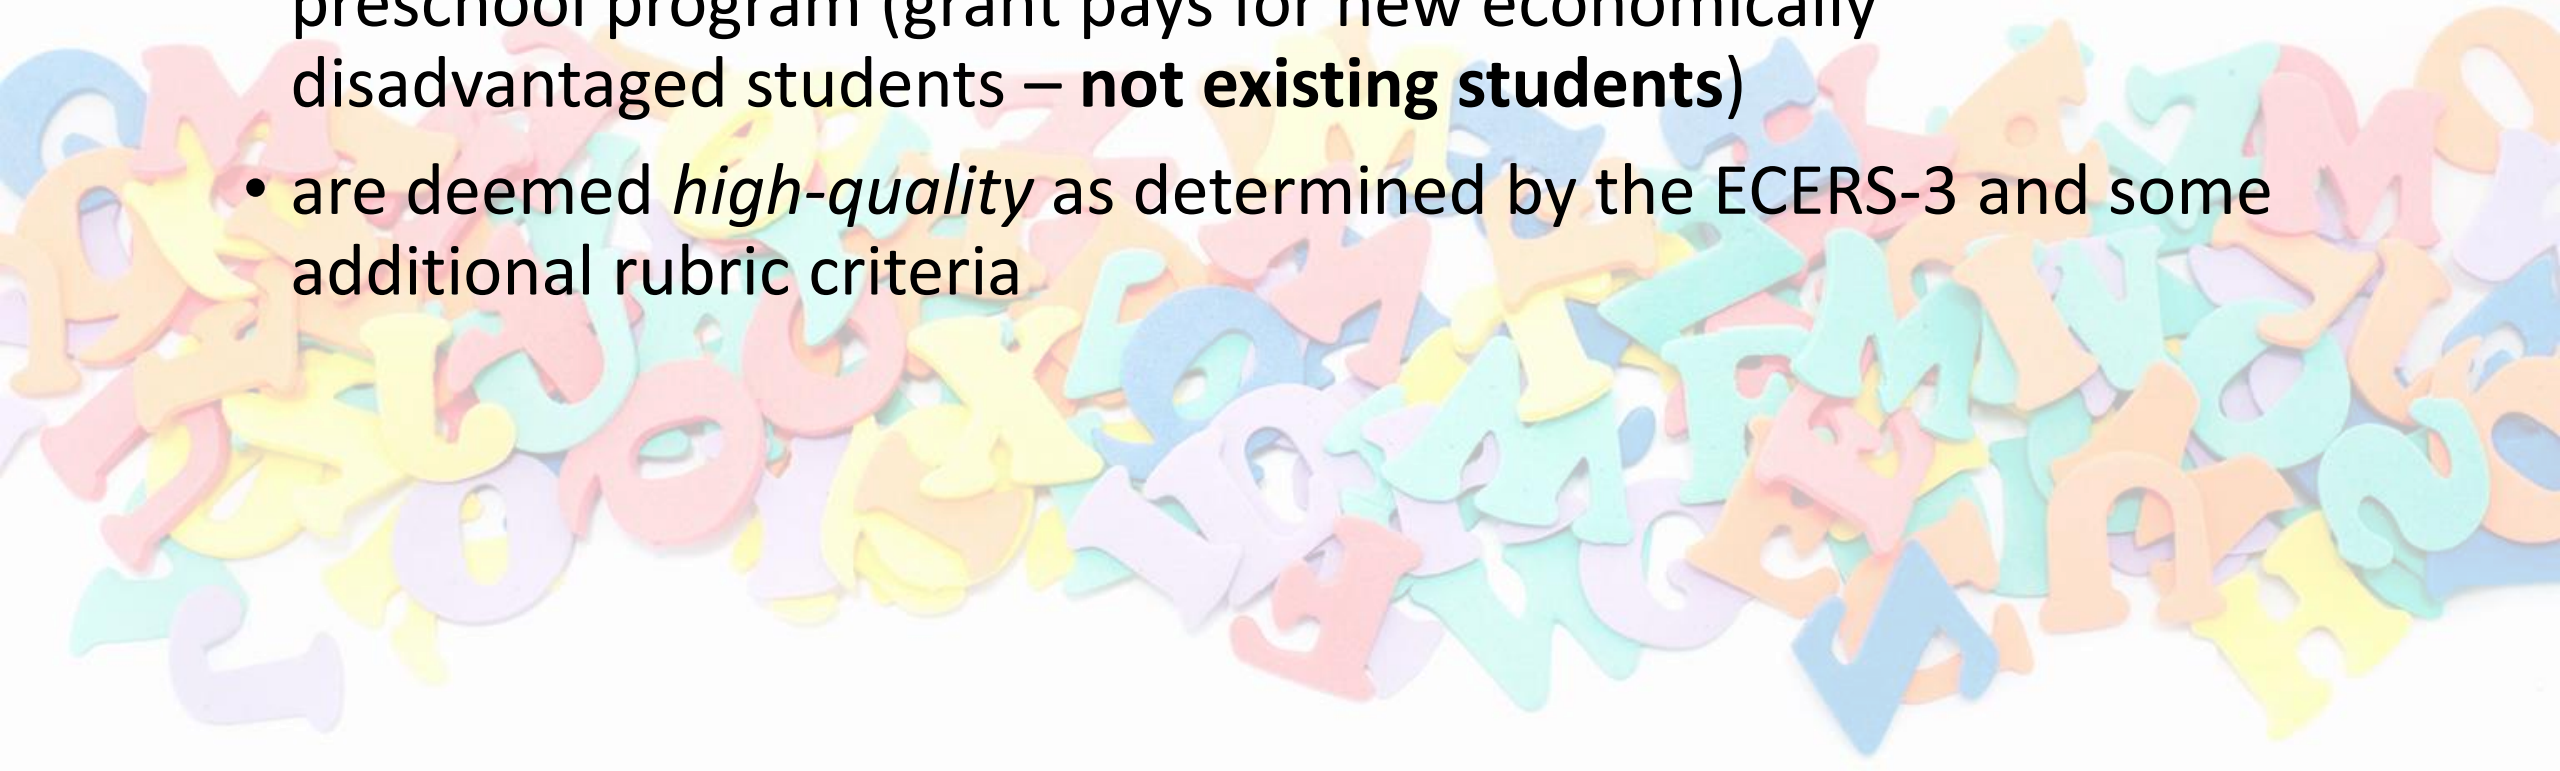 preschool program (grant pays for new economically
disadvantaged students – not existing students)
• are deemed high-quality as determined by the ECERS-3 and some
additional rubric criteria